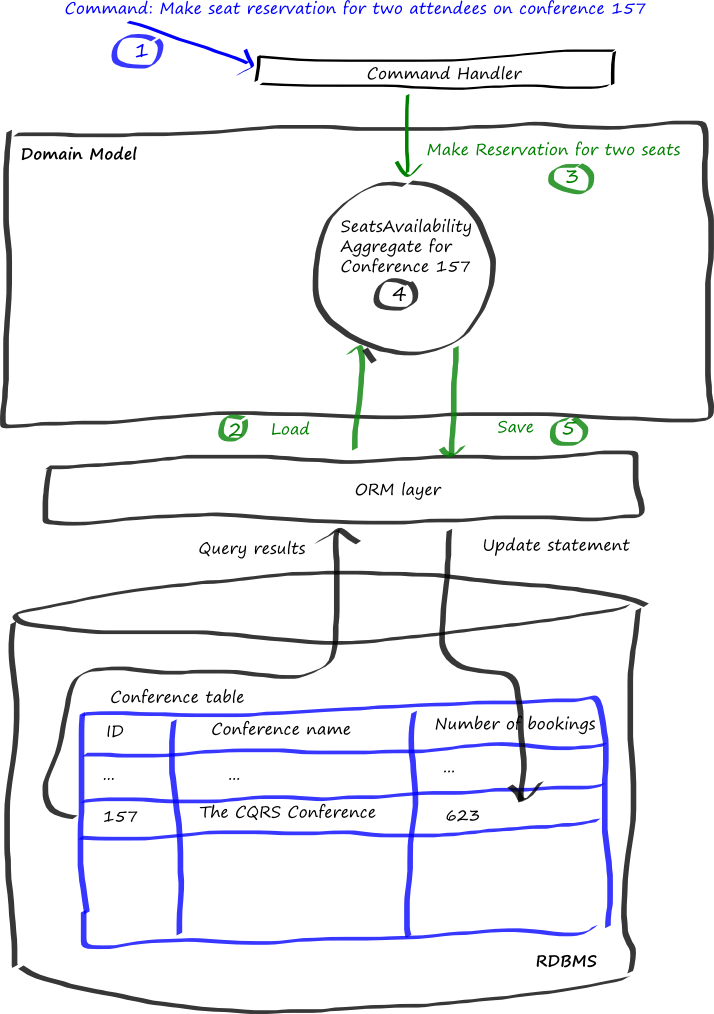 Command: Make seat reservation for two attendees on conference 157
1
Command Handler
Domain Model
Make Reservation for two seats
3
SeatsAvailability
Aggregate for
Conference 157
4
2 Load
Save 5
ORM layer
Query results
Update statement
Conference table
ID Conference name Number of bookings
... ... ...
157 The CQRS Conference 623
RDBMS